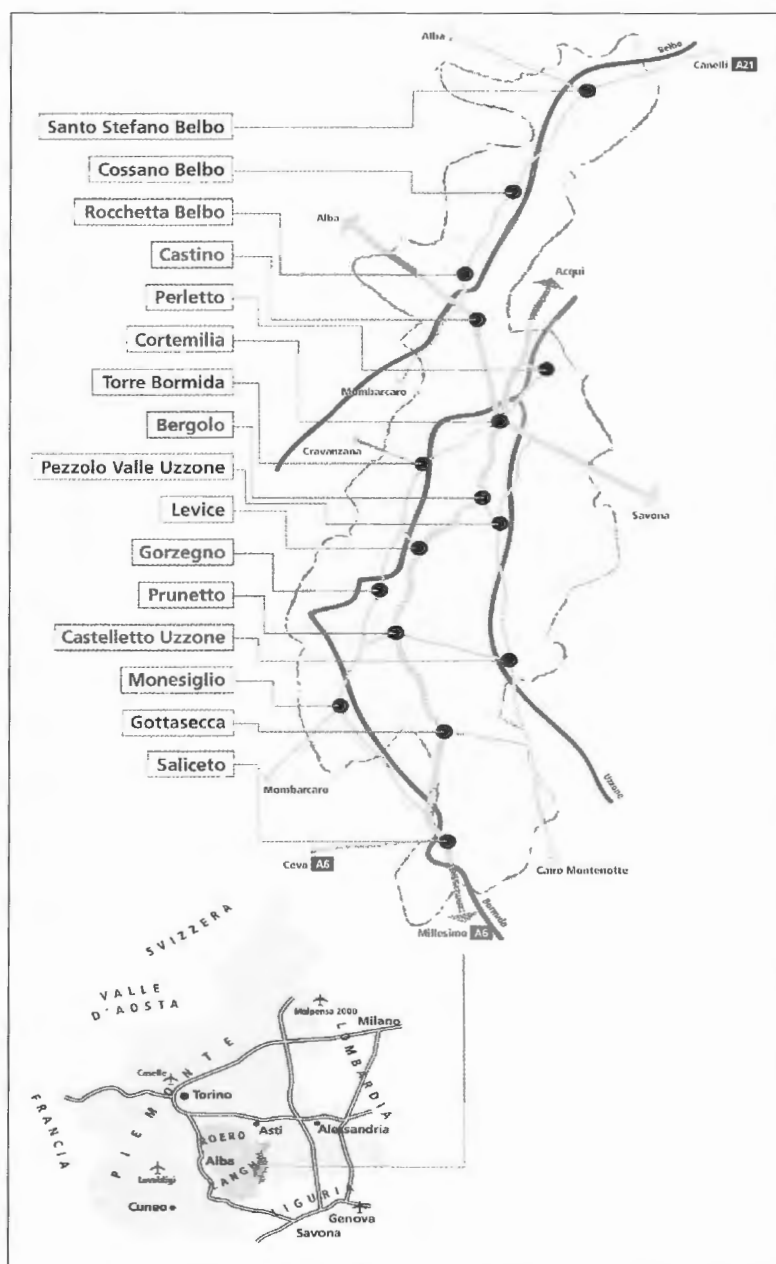 Alba
Belbo
Canelli A21
Santo Stefano Belbo
Cossano Belbo
Rocchetta Belbo
Alba
Castino
Acqui
Perletto
Cortemilia
Mombarcaro
Torre Bormida
Bergolo
Cravanzana
Pezzolo Valle Uzzone
Savona
Levice
Gorzegno
Prunetto
Castelletto Uzzone
Monesiglio
Gottasecca
Saliceto
Mombarcaro
Uzzone
Ceva A6
Cairo Montenotte
Bormida
Millesimo A6
SVIZZERA
VALLE
D'AOSTA
Malpensa 2000
Milano
LOMBARDIA
PIEMONTE
Caselle
Torino
FRANCIA
Asti
Alessandria
ROERO
Alba
LANGHE
Levaldigi
LIGURIA
Cuneo
Genova
Savona